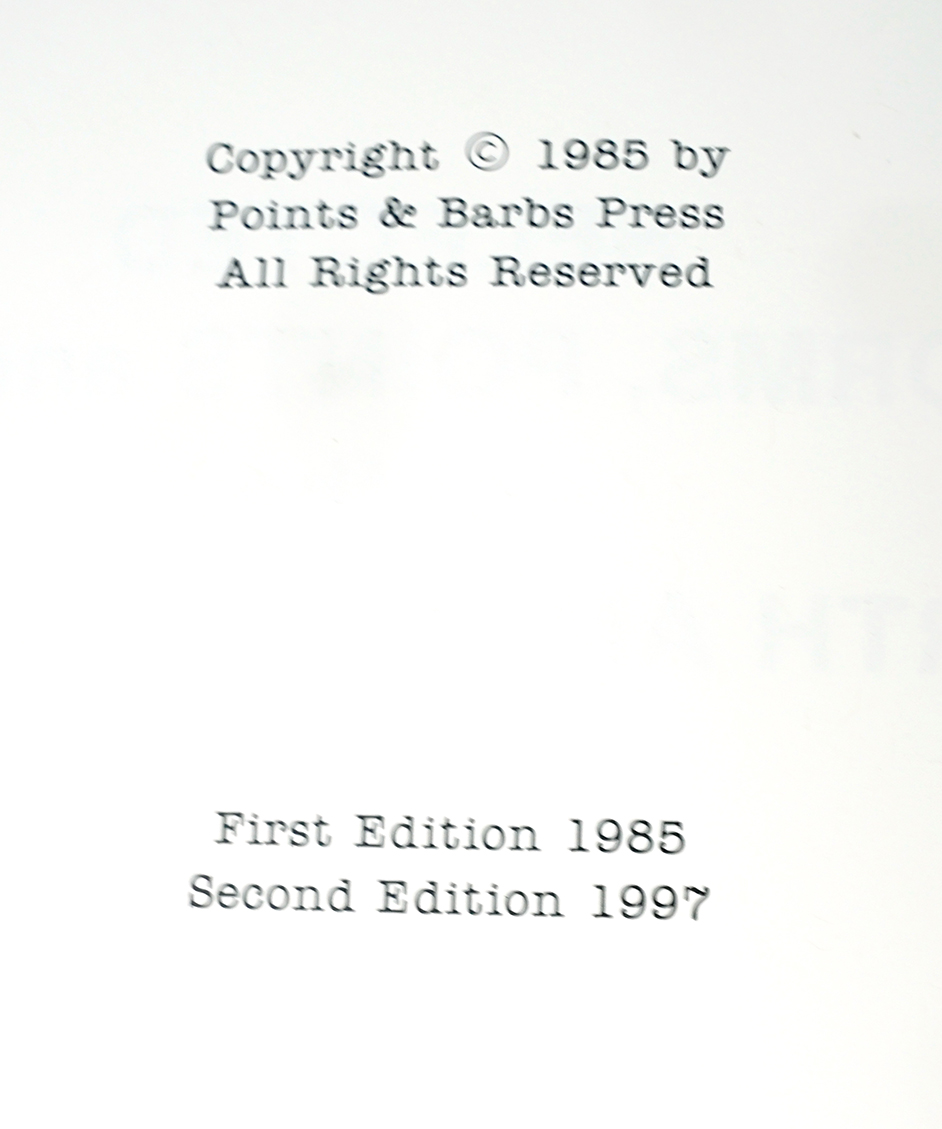 Copyright © 1985 by
Points & Barbs Press
All Rights Reserved
First Edition 1985
Second Edition 1997